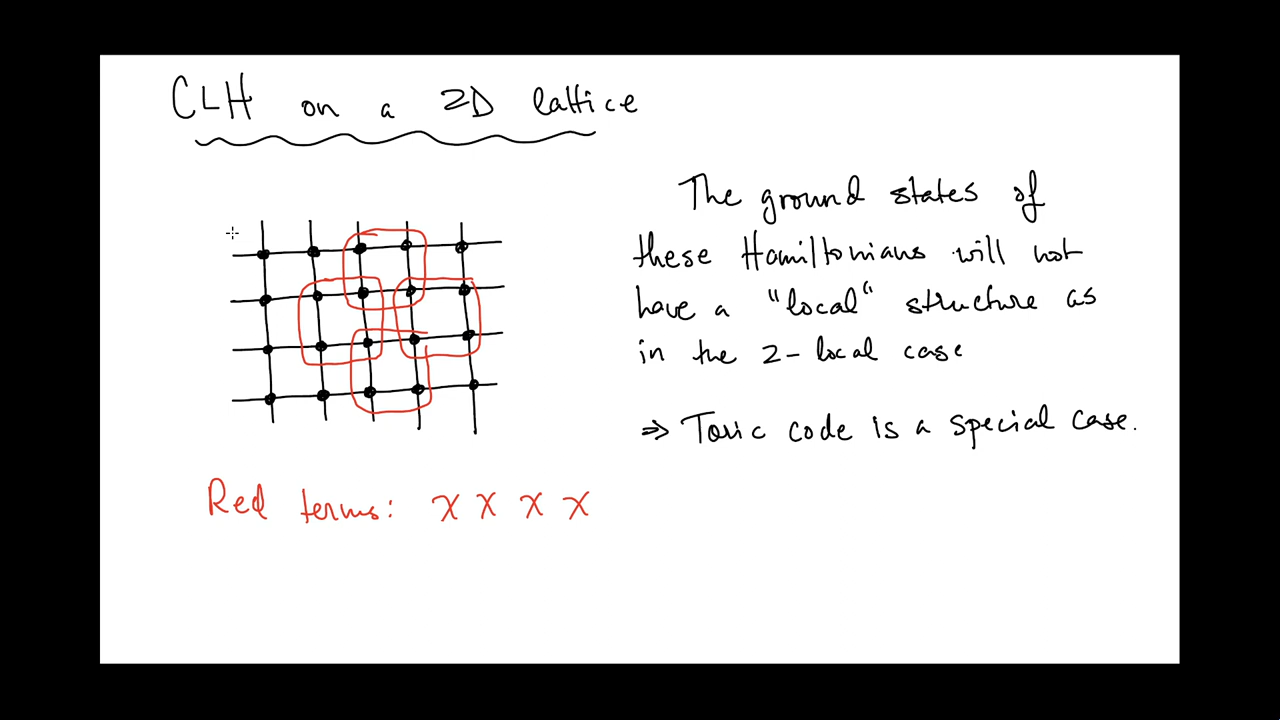 CLH on a 2D lattice
The ground states of
these Hamiltonians will not
have a "local" structure as
in the 2-local case
⇒ Toric code is a special case.
Red terms: X X X X